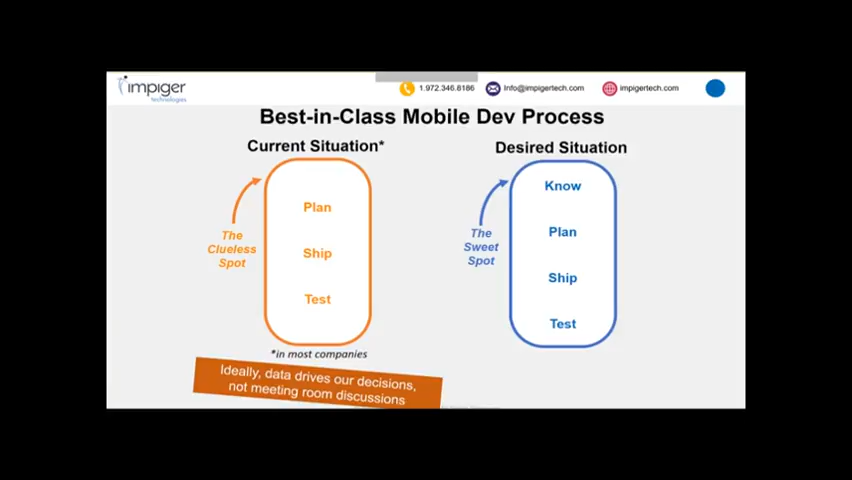 impiger
technologies
1.972.346.8186
Info@impigertech.com
impigertech.com
Best-in-Class Mobile Dev Process
Current Situation*
Plan
Ship
Test
The
Clueless
Spot
*in most companies
Desired Situation
Know
Plan
Ship
Test
The
Sweet
Spot
Ideally, data drives our decisions,
not meeting room discussions